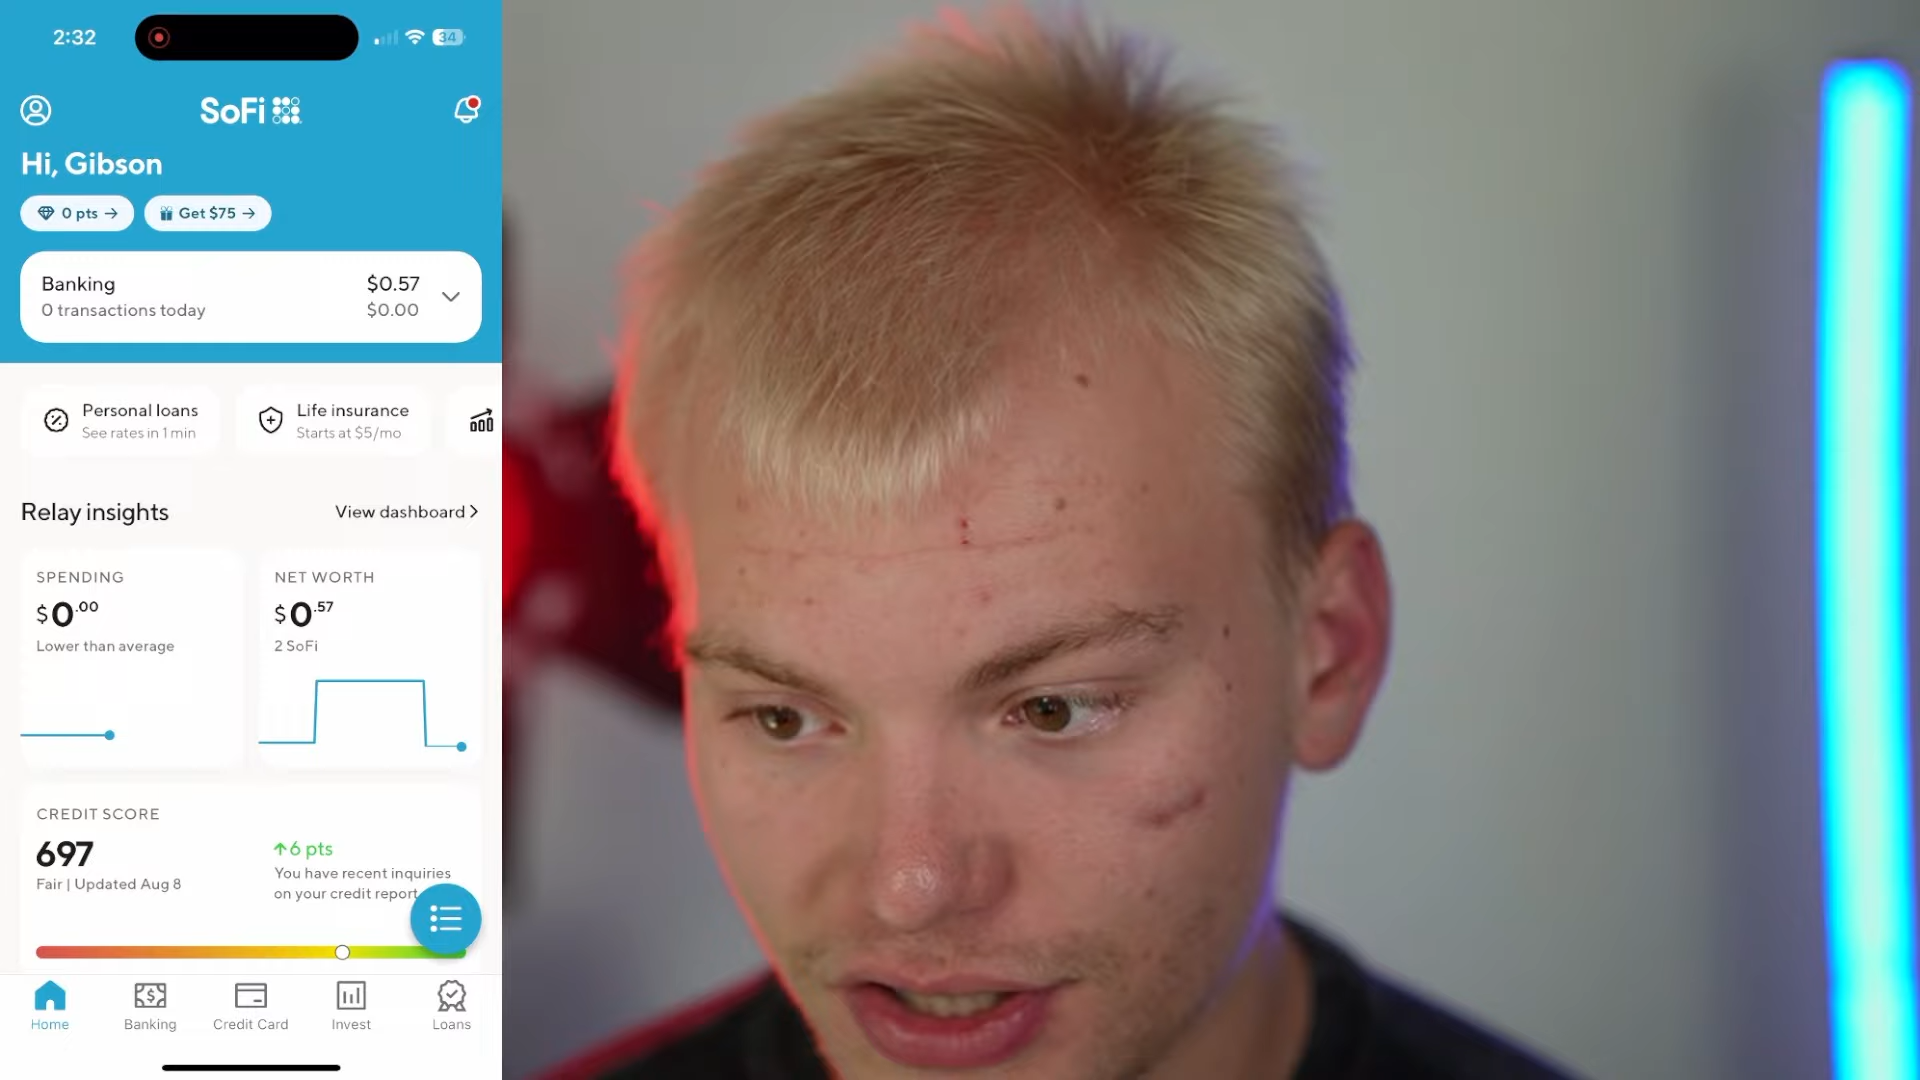 2:32
34
SoFi
Hi, Gibson
0 pts →
Get $75 →
Banking
$0.57
0 transactions today
$0.00
Personal loans
See rates in 1 min
Life insurance
Starts at $5/mo
Relay insights
View dashboard >
SPENDING
$0.00
Lower than average
NET WORTH
$0.57
2 SoFi
CREDIT SCORE
697
Fair | Updated Aug 8
↑6 pts
You have recent inquiries
on your credit report
Home
Banking
Credit Card
Invest
Loans